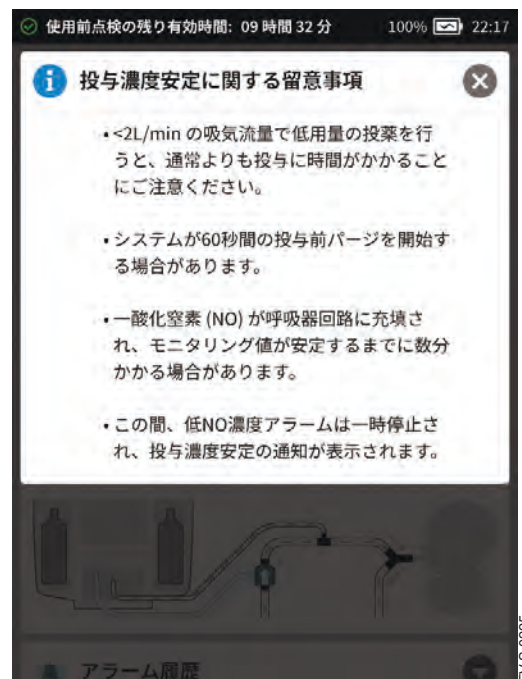 使用前点検の残り有効時間: 09 時間 32 分 100% 22:17
投与濃度安定に関する留意事項
•<2L/min の吸気流量で低用量の投薬を行
うと、通常よりも投与に時間がかかること
にご注意ください。
•システムが60秒間の投与前パージを開始す
る場合があります。
•一酸化窒素 (NO) が呼吸器回路に充填さ
れ、モニタリング値が安定するまでに数分
かかる場合があります。
•この間、低NO濃度アラームは一時停止さ
れ、投与濃度安定の通知が表示されます。
アラーム履歴